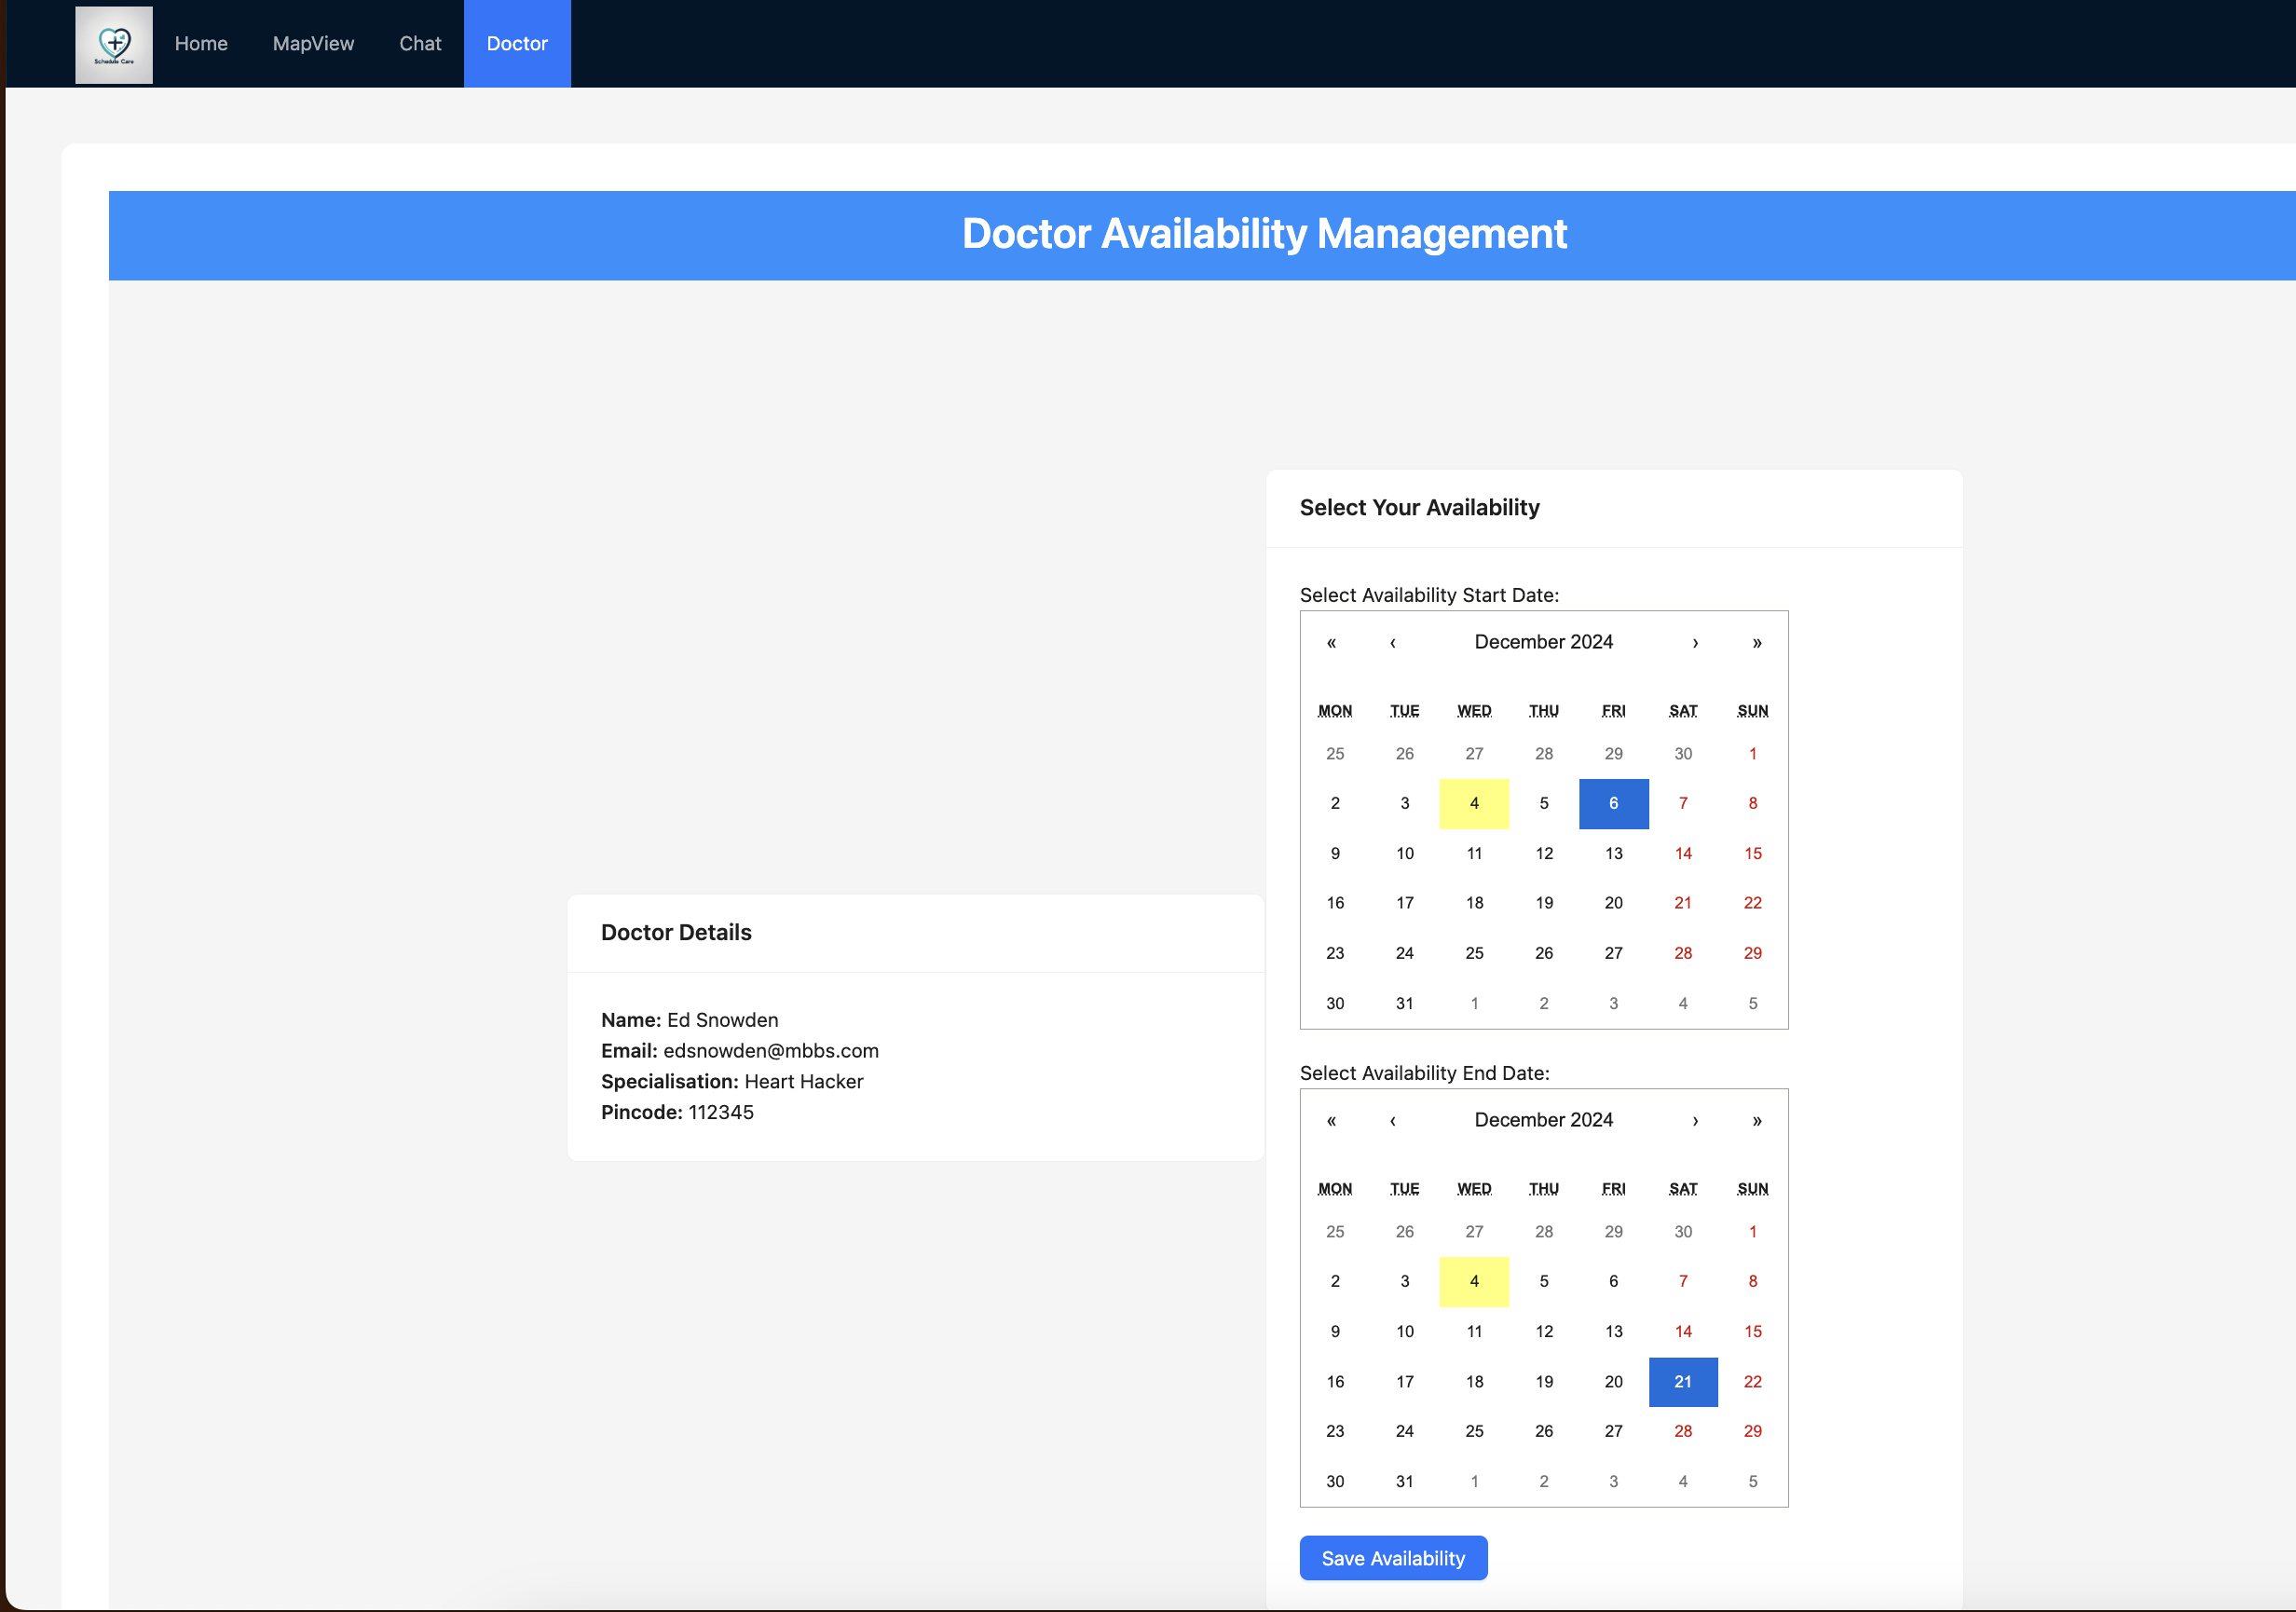 Schedule Care
Home MapView Chat Doctor
Doctor Availability Management
Doctor Details
Name: Ed Snowden
Email: edsnowden@mbbs.com
Specialisation: Heart Hacker
Pincode: 112345
Select Your Availability
Select Availability Start Date:
« ‹ December 2024 › »
MON TUE WED THU FRI SAT SUN
25 26 27 28 29 30 1
2 3 4 5 6 7 8
9 10 11 12 13 14 15
16 17 18 19 20 21 22
23 24 25 26 27 28 29
30 31 1 2 3 4 5
Select Availability End Date:
« ‹ December 2024 › »
MON TUE WED THU FRI SAT SUN
25 26 27 28 29 30 1
2 3 4 5 6 7 8
9 10 11 12 13 14 15
16 17 18 19 20 21 22
23 24 25 26 27 28 29
30 31 1 2 3 4 5
Save Availability